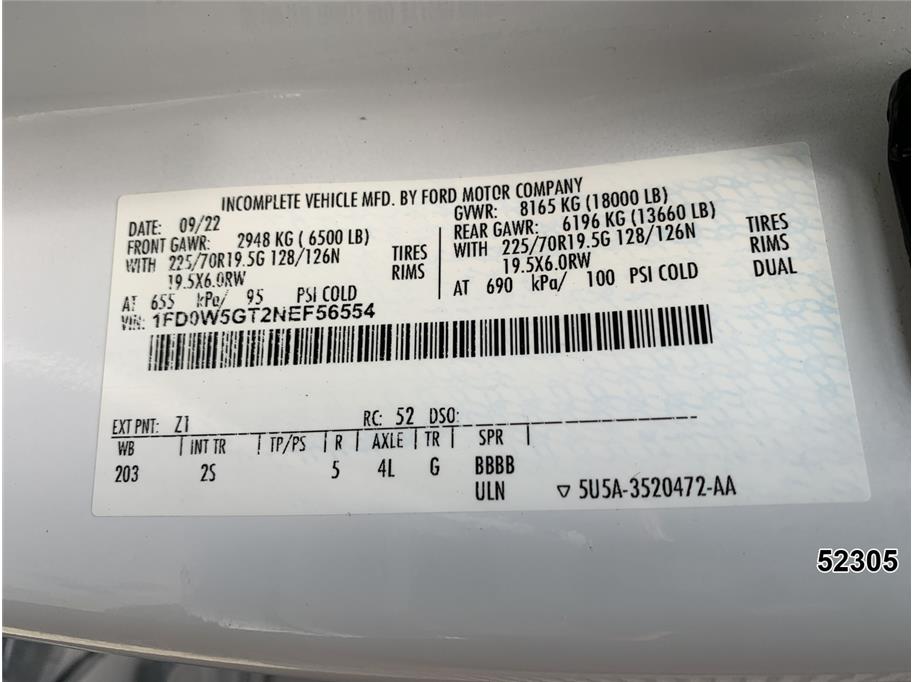 INCOMPLETE VEHICLE MFD. BY FORD MOTOR COMPANY
DATE: 09/22
FRONT GAWR: 2948 KG ( 6500 LB)
WITH 225/70R19.5G 128/126N TIRES
19.5X6.0RW RIMS
AT 655 kPa/ 95 PSI COLD
GVWR: 8165 KG (18000 LB)
REAR GAWR: 6196 KG (13660 LB)
WITH 225/70R19.5G 128/126N TIRES
19.5X6.0RW RIMS
AT 690 kPa/ 100 PSI COLD DUAL
VIN: 1FD0W5GT2NEF56554
EXT PNT: Z1 RC: 52 DSO:
WB INT TR TP/PS R AXLE TR SPR
203 2S 5 4L G BBBB
ULN ▽ 5U5A-3520472-AA
52305